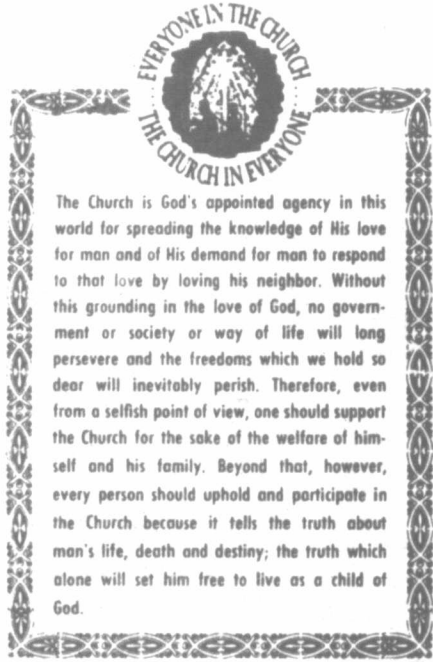 EVERYONE IN THE CHURCH
THE CHURCH IN EVERYONE
The Church is God's appointed agency in this
world for spreading the knowledge of His love
for man and of His demand for man to respond
to that love by loving his neighbor. Without
this grounding in the love of God, no govern-
ment or society or way of life will long
persevere and the freedoms which we hold so
dear will inevitably perish. Therefore, even
from a selfish point of view, one should support
the Church for the sake of the welfare of him-
self and his family. Beyond that, however,
every person should uphold and participate in
the Church because it tells the truth about
man's life, death and destiny; the truth which
alone will set him free to live as a child of
God.